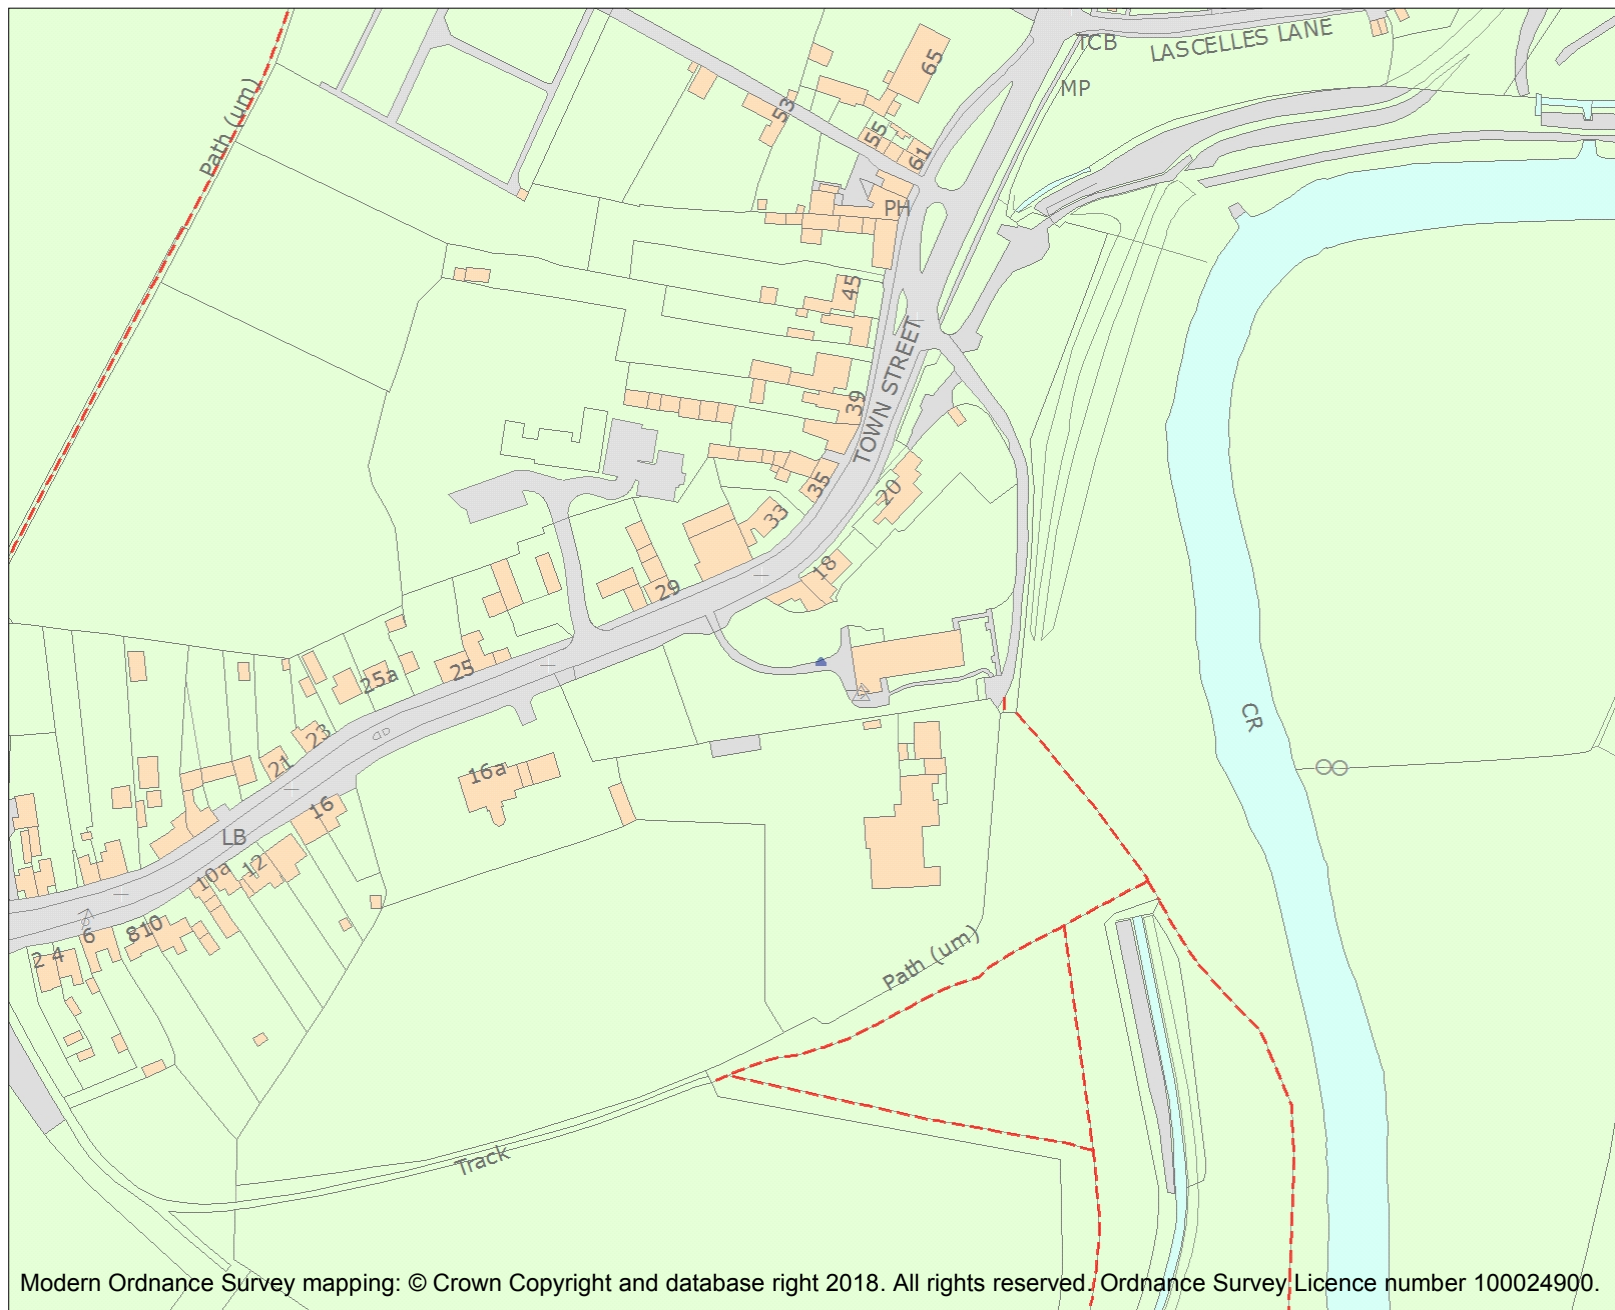 LASCELLES LANE
TCB
MP
65
Path (um)
53
55
61
PH
45
TOWN STREET
39
35
33
20
18
29
25
25a
23
21
16a
16
LB
12
10a
10
8
6
4
2
CR
Path (um)
Track
Modern Ordnance Survey mapping: © Crown Copyright and database right 2018. All rights reserved. Ordnance Survey Licence number 100024900.